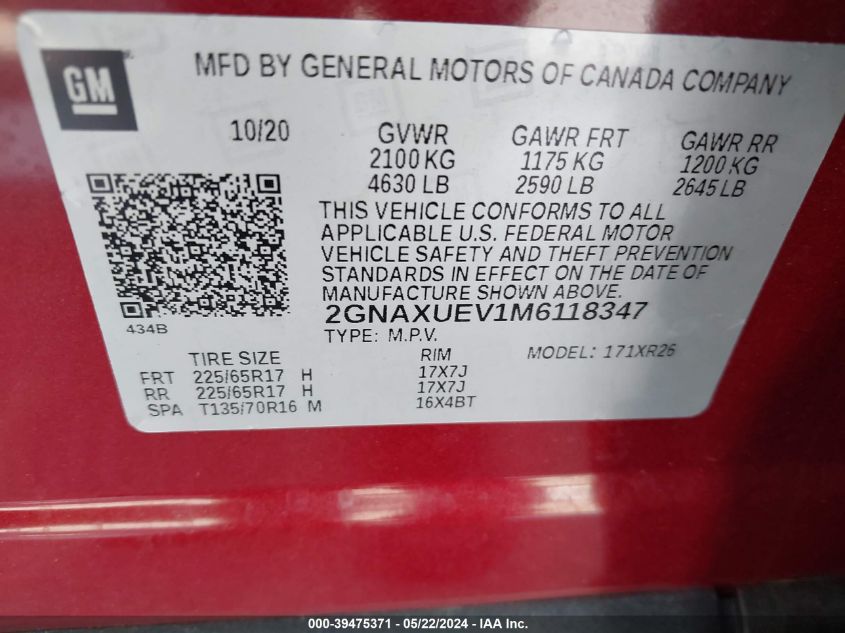 GM
MFD BY GENERAL MOTORS OF CANADA COMPANY
10/20 GVWR GAWR FRT GAWR RR
2100 KG 1175 KG 1200 KG
4630 LB 2590 LB 2645 LB
THIS VEHICLE CONFORMS TO ALL
APPLICABLE U.S. FEDERAL MOTOR
VEHICLE SAFETY AND THEFT PREVENTION
STANDARDS IN EFFECT ON THE DATE OF
MANUFACTURE SHOWN ABOVE.
434B 2GNAXUEV1M6118347
TYPE: M.P.V. MODEL: 171XR26
TIRE SIZE RIM
FRT 225/65R17 H 17X7J
RR 225/65R17 H 17X7J
SPA T135/70R16 M 16X4BT
000-39475371 - 05/22/2024 - IAA Inc.